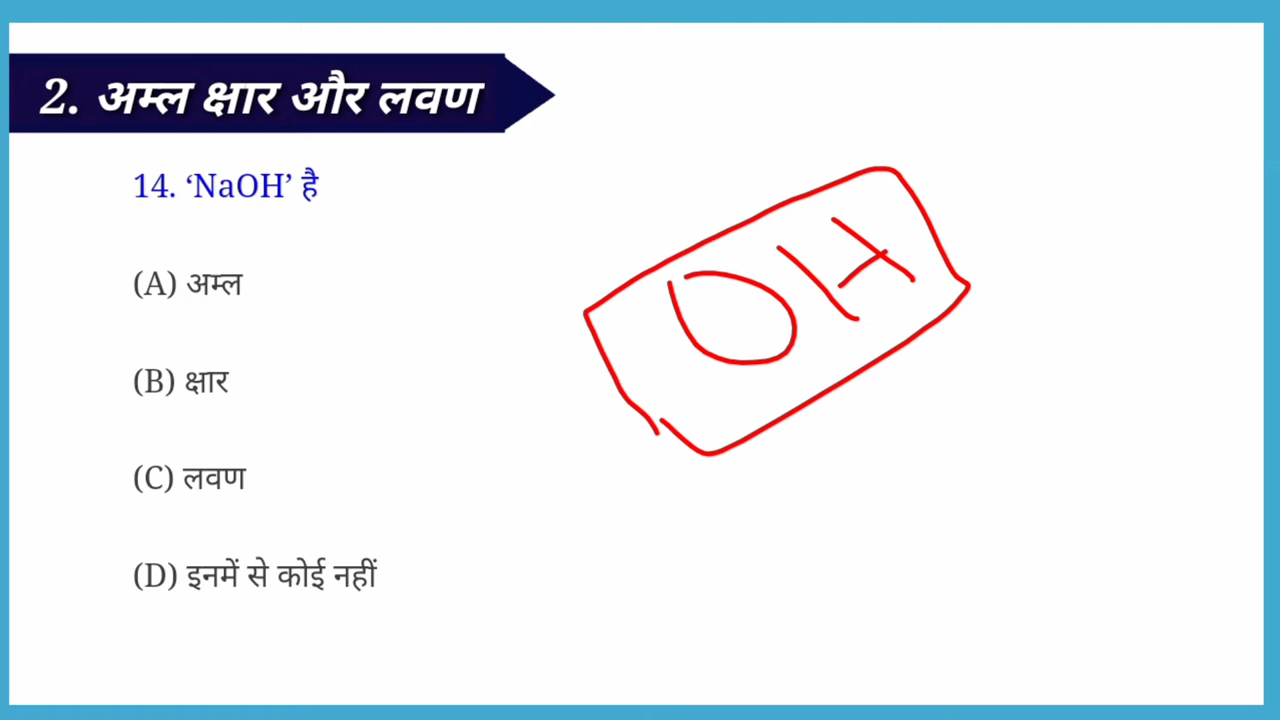 2. अम्ल क्षार और लवण
14. ‘NaOH’ है
(A) अम्ल
(B) क्षार
(C) लवण
(D) इनमें से कोई नहीं
OH